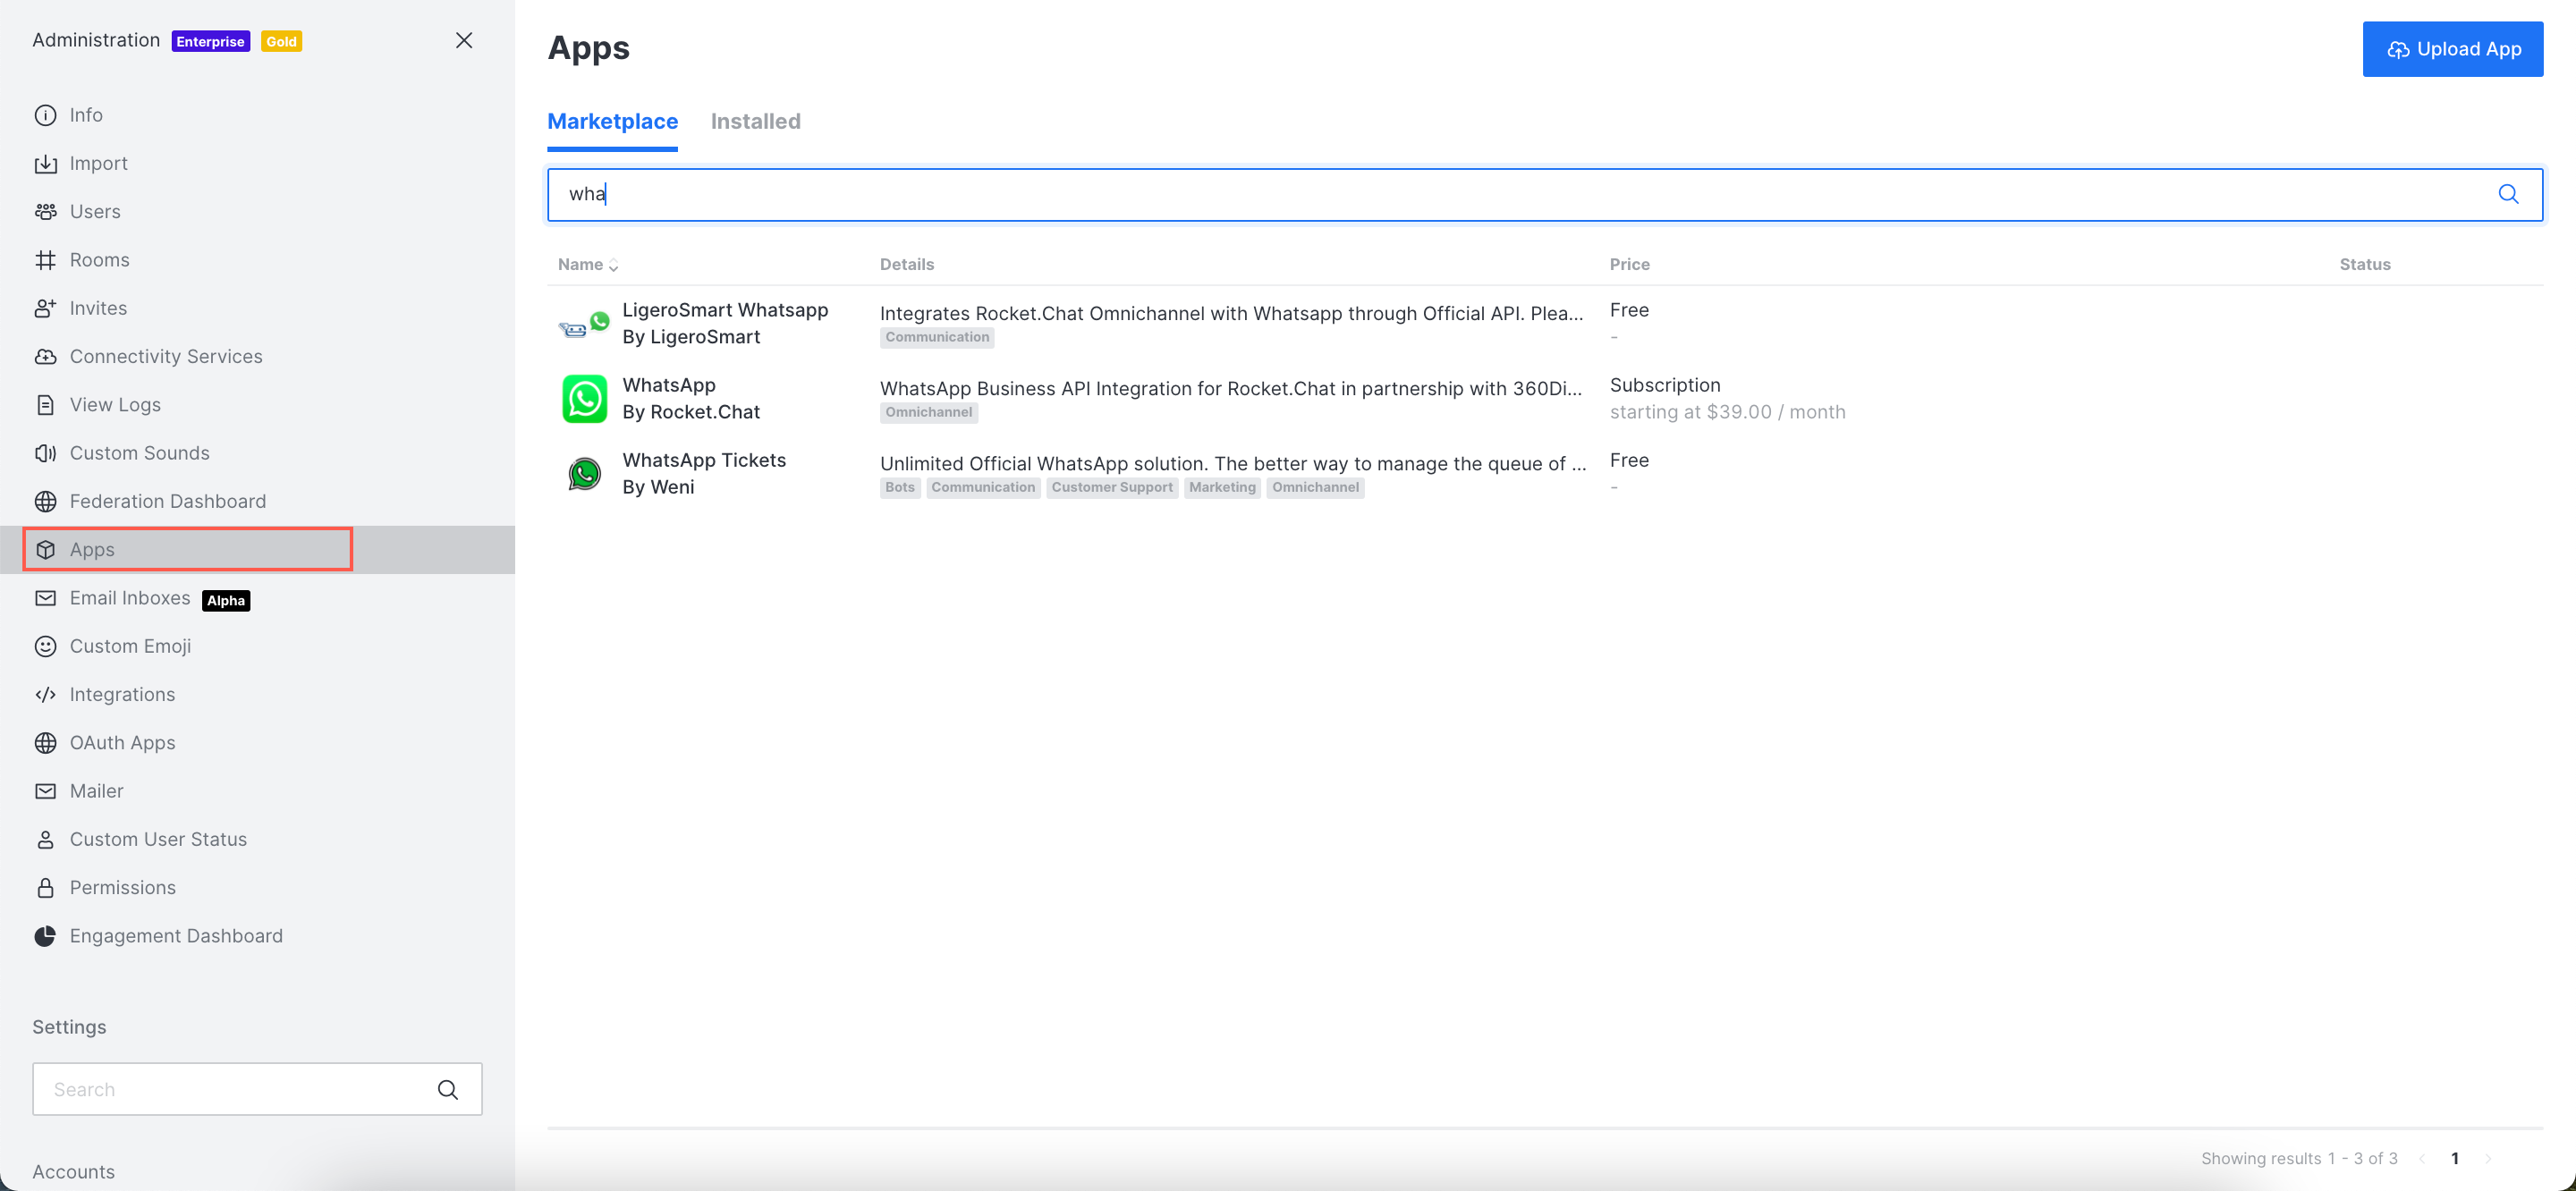 Administration Enterprise Gold
Info
Import
Users
Rooms
Invites
Connectivity Services
View Logs
Custom Sounds
Federation Dashboard
Apps
Email Inboxes Alpha
Custom Emoji
Integrations
OAuth Apps
Mailer
Custom User Status
Permissions
Engagement Dashboard
Settings
Search
Accounts
Apps
Upload App
Marketplace Installed
wha
Name Details Price Status
LigeroSmart Whatsapp
By LigeroSmart
Integrates Rocket.Chat Omnichannel with Whatsapp through Official API. Plea...
Communication
Free
-
WhatsApp
By Rocket.Chat
WhatsApp Business API Integration for Rocket.Chat in partnership with 360Di...
Omnichannel
Subscription
starting at $39.00 / month
WhatsApp Tickets
By Weni
Unlimited Official WhatsApp solution. The better way to manage the queue of ...
Bots Communication Customer Support Marketing Omnichannel
Free
-
Showing results 1 - 3 of 3 1